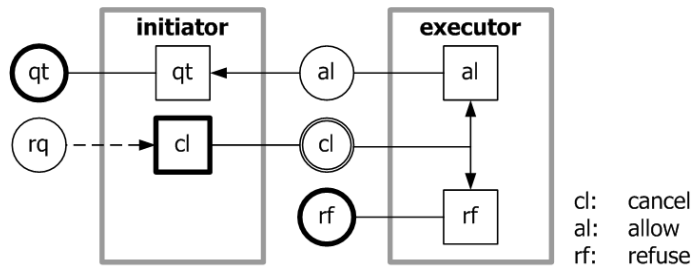 initiator executor
qt qt al al
rq cl cl
rf rf
cl: cancel
al: allow
rf: refuse